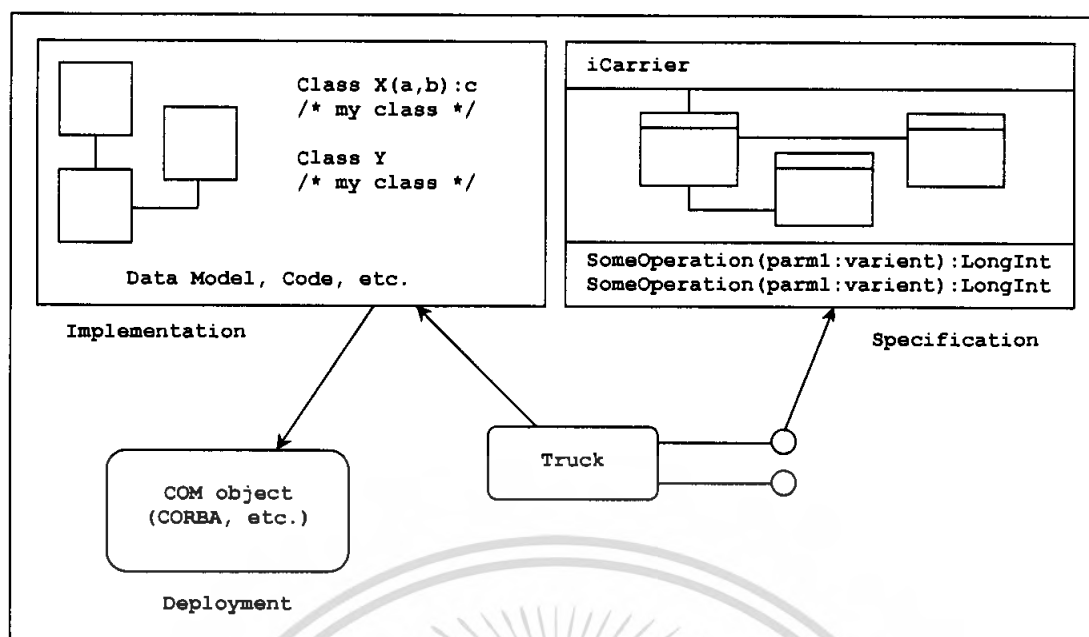 Class X(a,b):c
/* my class */
Class Y
/* my class */
Data Model, Code, etc.
Implementation
iCarrier
SomeOperation(parm1:varient):LongInt
SomeOperation(parm1:varient):LongInt
Specification
Truck
COM object
(CORBA, etc.)
Deployment